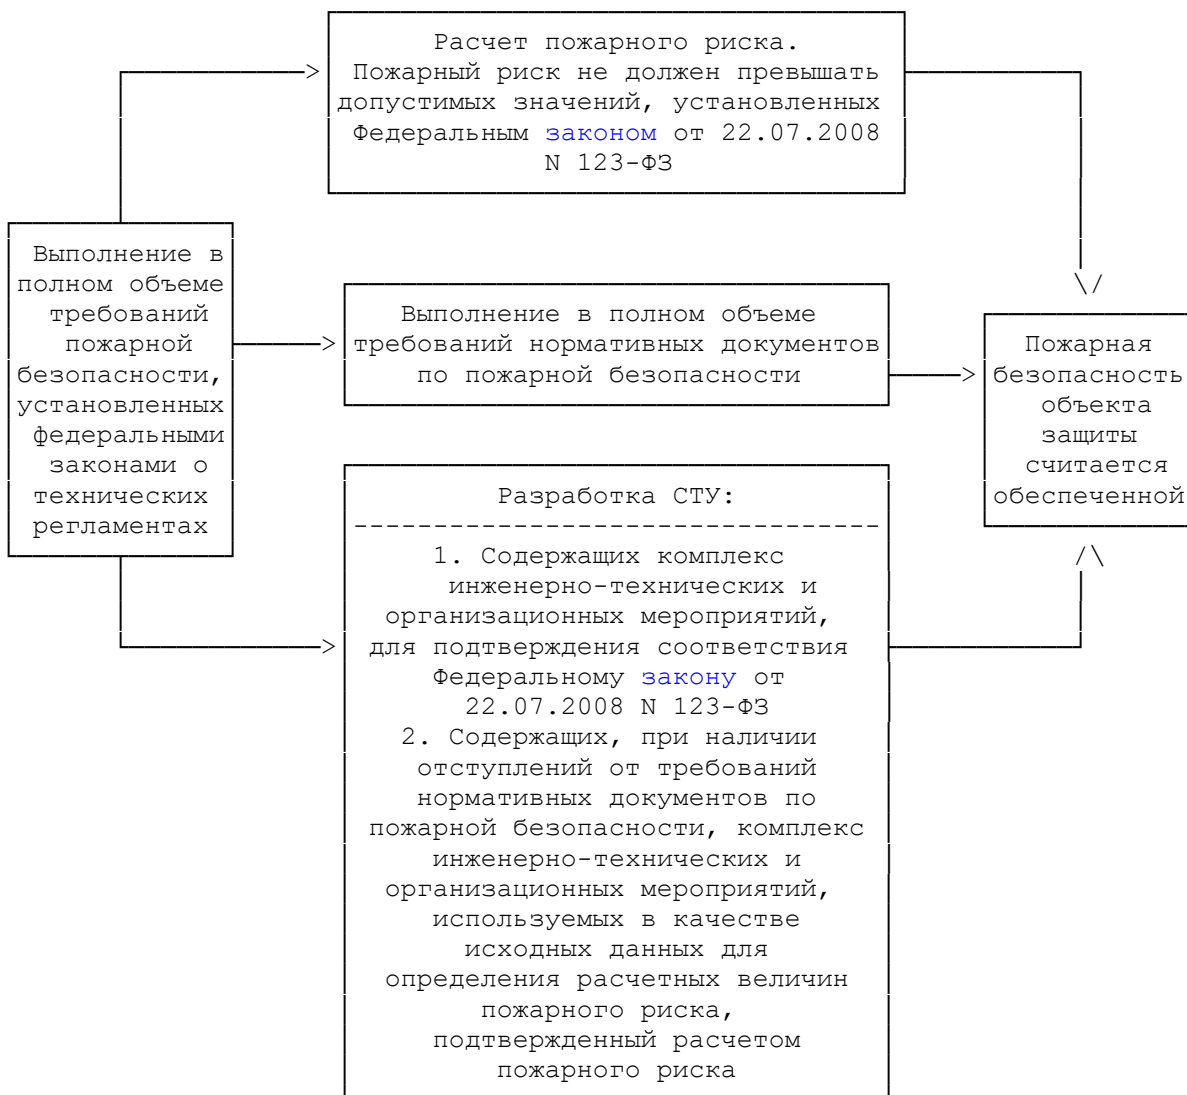 Расчет пожарного риска.
Пожарный риск не должен превышать
допустимых значений, установленных
Федеральным законом от 22.07.2008
N 123-ФЗ
Выполнение в
полном объеме
требований
пожарной
безопасности,
установленных
федеральными
законами о
технических
регламентах
Выполнение в полном объеме
требований нормативных документов
по пожарной безопасности
Пожарная
безопасность
объекта
защиты
считается
обеспеченной
Разработка СТУ:
---------------------------------
1. Содержащих комплекс
инженерно-технических и
организационных мероприятий,
для подтверждения соответствия
Федеральному закону от
22.07.2008 N 123-ФЗ
2. Содержащих, при наличии
отступлений от требований
нормативных документов по
пожарной безопасности, комплекс
инженерно-технических и
организационных мероприятий,
используемых в качестве
исходных данных для
определения расчетных величин
пожарного риска,
подтвержденный расчетом
пожарного риска